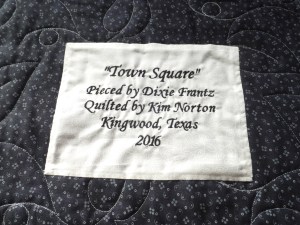 "Town Square"
Pieced by Dixie Frantz
Quilted by Kim Norton
Kingwood, Texas
2016